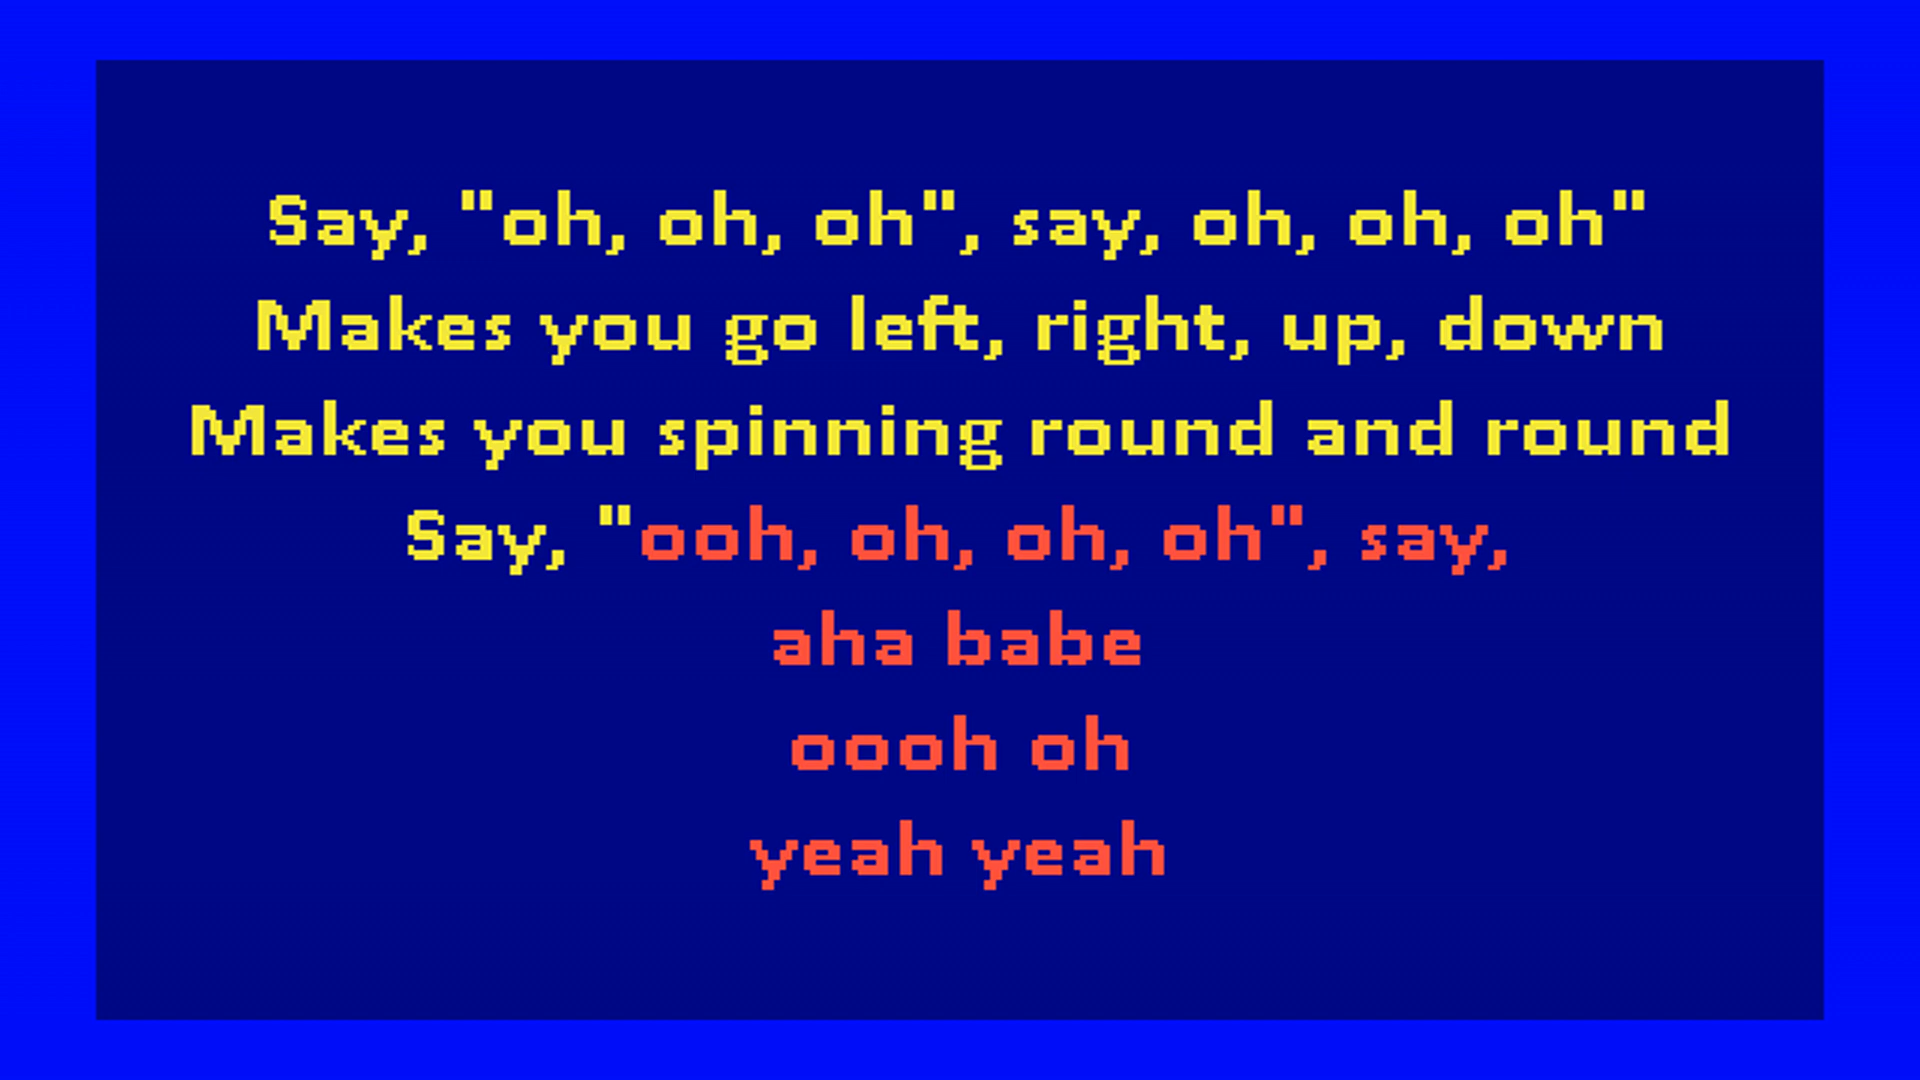 Say, "oh, oh, oh", say, oh, oh, oh"
Makes you go left, right, up, down
Makes you spinning round and round
Say, "ooh, oh, oh, oh", say,
aha babe
oooh oh
yeah yeah